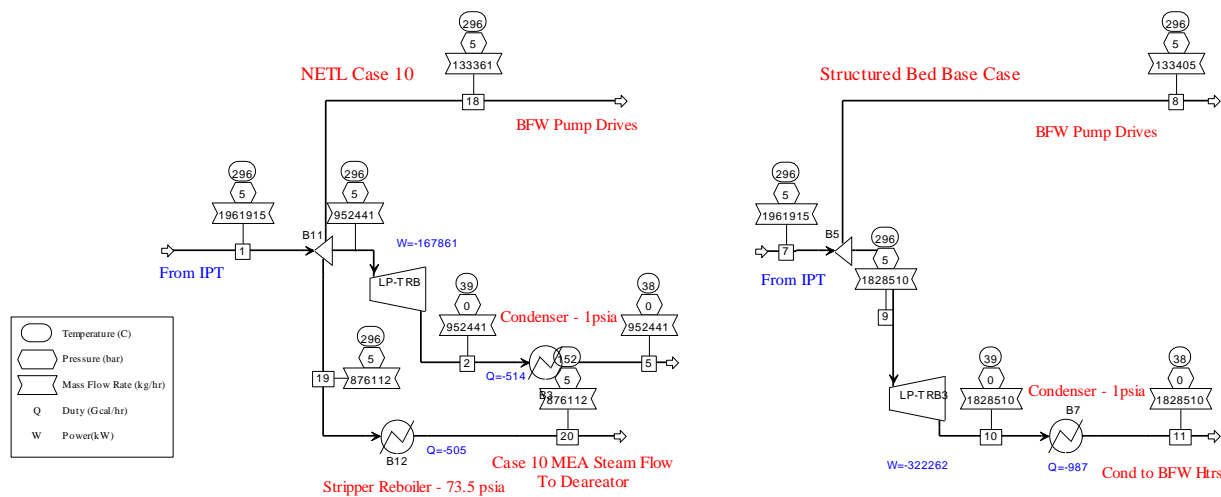 NETL Case 10
296
5
133361
18
BFW Pump Drives
296
5
1961915
1
From IPT
B11
296
5
952441
W=-167861
LP-TRB
39
0
952441
2
Condenser - 1psia
Q=-514
B3
38
0
952441
5
296
5
876112
19
B12
Q=-505
152
5
876112
20
Stripper Reboiler - 73.5 psia
Case 10 MEA Steam Flow
To Deareator
Temperature (C)
Pressure (bar)
Mass Flow Rate (kg/hr)
Q Duty (Gcal/hr)
W Power(kW)
Structured Bed Base Case
296
5
133405
8
BFW Pump Drives
296
5
1961915
7
From IPT
B5
296
5
1828510
9
LP-TRB3
W=-322262
39
0
1828510
10
Condenser - 1psia
B7
Q=-987
38
0
1828510
11
Cond to BFW Htrs